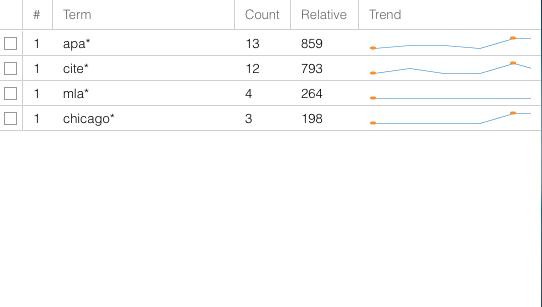 # Term Count Relative Trend
1 apa* 13 859
1 cite* 12 793
1 mla* 4 264
1 chicago* 3 198